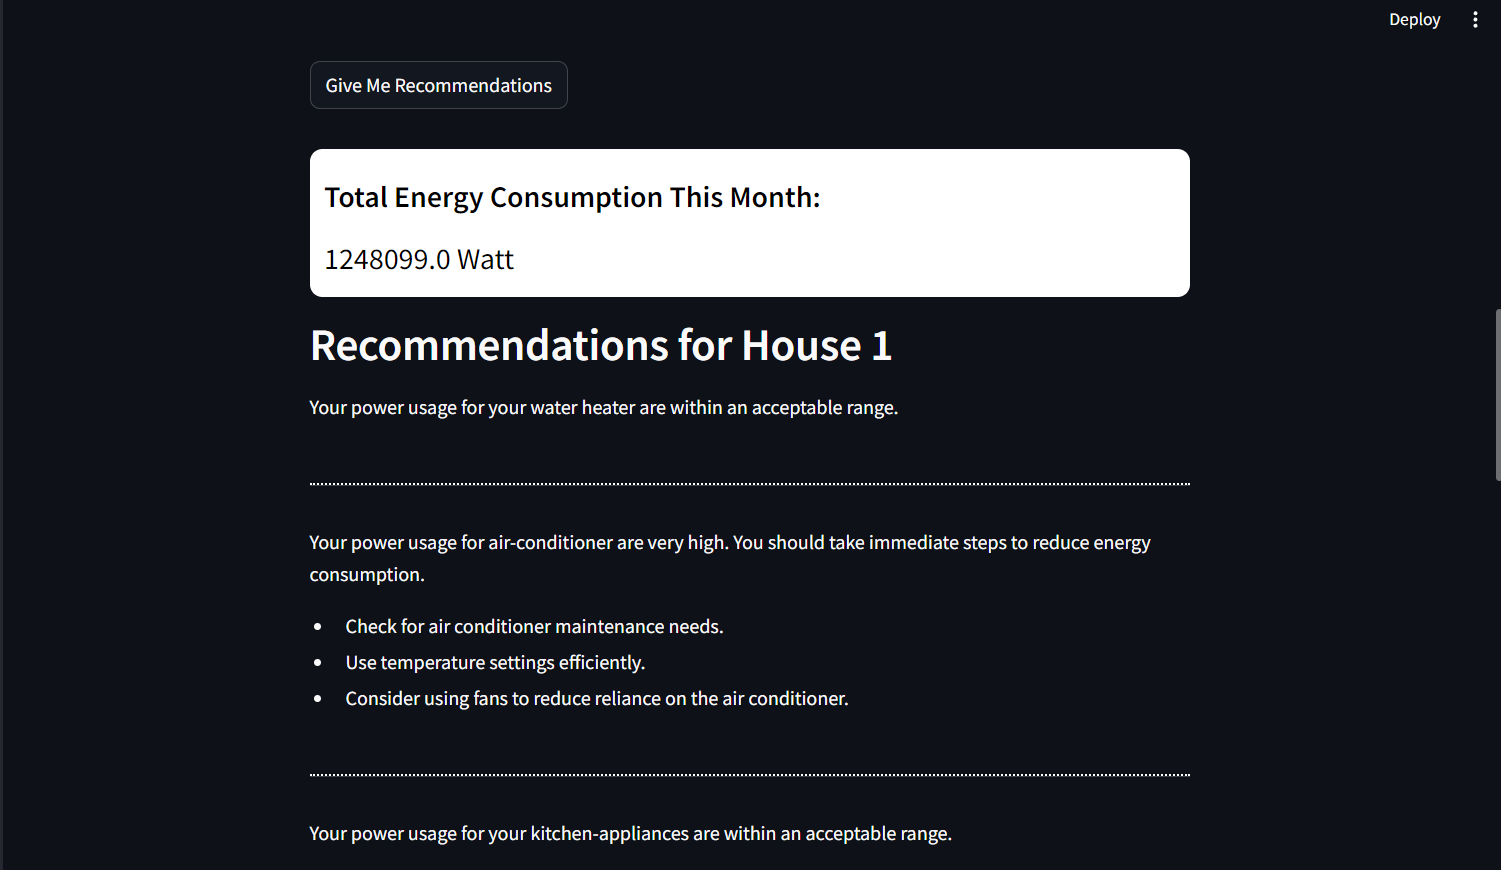 Deploy
Give Me Recommendations
Total Energy Consumption This Month:
1248099.0 Watt
Recommendations for House 1
Your power usage for your water heater are within an acceptable range.
Your power usage for air-conditioner are very high. You should take immediate steps to reduce energy
consumption.
• Check for air conditioner maintenance needs.
• Use temperature settings efficiently.
• Consider using fans to reduce reliance on the air conditioner.
Your power usage for your kitchen-appliances are within an acceptable range.